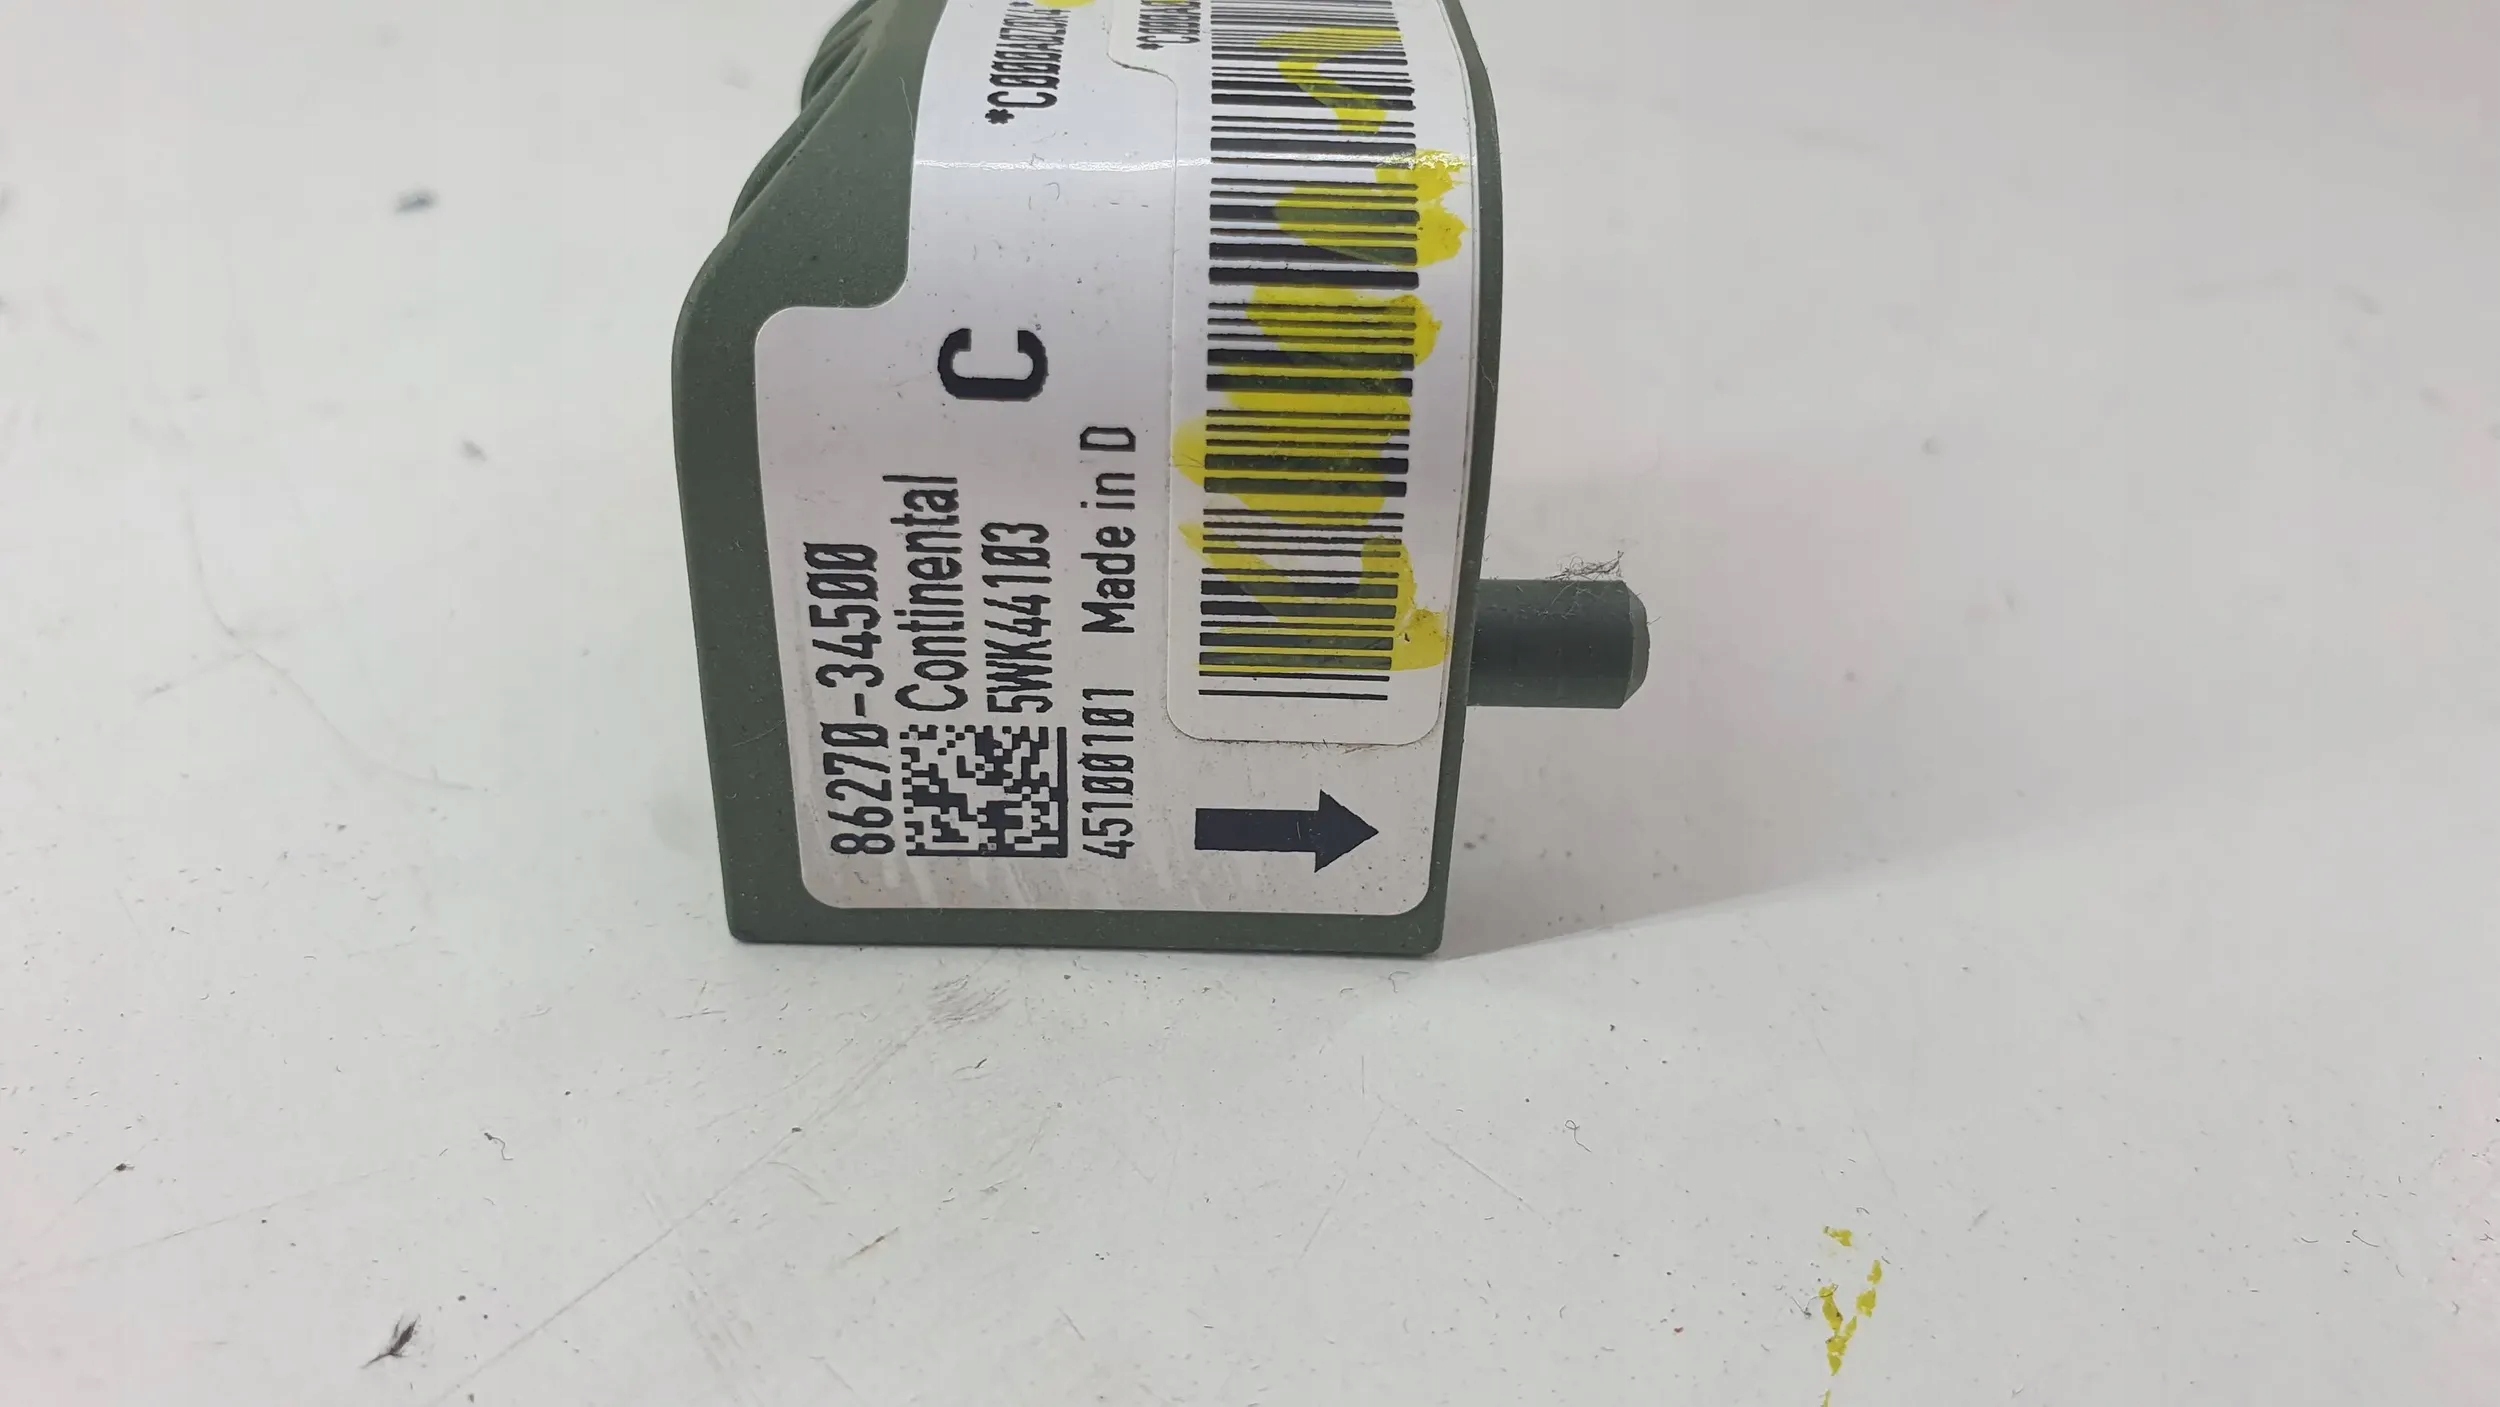 86270-34500
Continental
5WK44103
C
45100101 Made in D